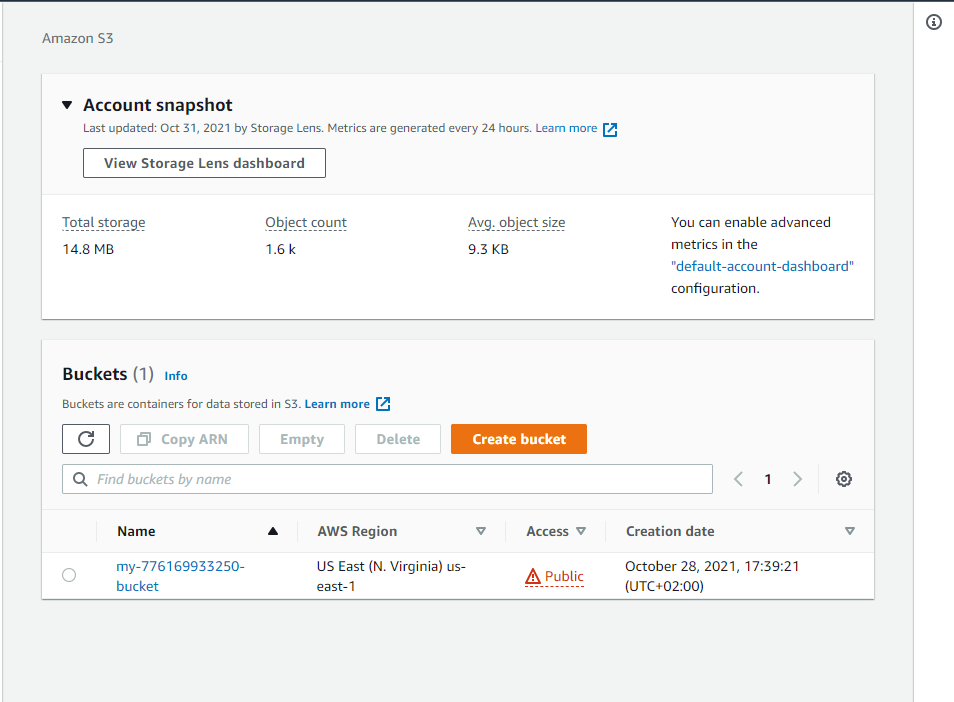 Amazon S3
Account snapshot
Last updated: Oct 31, 2021 by Storage Lens. Metrics are generated every 24 hours. Learn more
View Storage Lens dashboard
Total storage
14.8 MB
Object count
1.6 k
Avg. object size
9.3 KB
You can enable advanced
metrics in the
"default-account-dashboard"
configuration.
Buckets (1) Info
Buckets are containers for data stored in S3. Learn more
Copy ARN Empty Delete Create bucket
Find buckets by name 1
Name AWS Region Access Creation date
my-776169933250-
bucket
US East (N. Virginia) us-
east-1
Public
October 28, 2021, 17:39:21
(UTC+02:00)